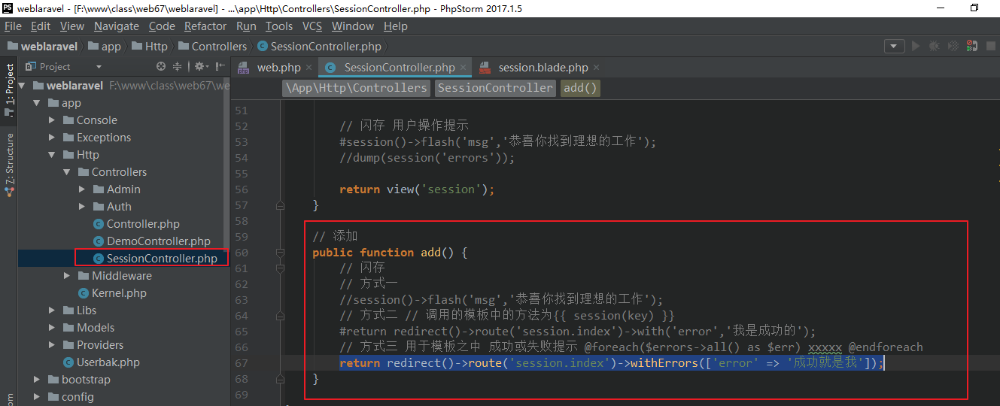 weblaravel - [F:\www\class\web67\weblaravel] - ...\app\Http\Controllers\SessionController.php - PhpStorm 2017.1.5
File Edit View Navigate Code Refactor Run Tools VCS Window Help
weblaravel app Http Controllers SessionController.php
Project
web.php SessionController.php session.blade.php
\App\Http\Controllers SessionController add()
1: Project
7: Structure
weblaravel F:\www\class\web67\we
app
Console
Exceptions
Http
Controllers
Admin
Auth
Controller.php
DemoController.php
SessionController.php
Middleware
Kernel.php
Libs
Models
Providers
Userbak.php
bootstrap
config
51
52 // 闪存 用户操作提示
53 #session()->flash('msg','恭喜你找到理想的工作');
54 //dump(session('errors'));
55
56 return view('session');
57 }
58
59 // 添加
60 public function add() {
61 // 闪存
62 // 方式一
63 //session()->flash('msg','恭喜你找到理想的工作');
64 // 方式二 // 调用的模板中的方法为{{ session(key) }}
65 #return redirect()->route('session.index')->with('error','我是成功的');
66 // 方式三 用于模板之中 成功或失败提示 @foreach($errors->all() as $err) xxxxx @endforeach
67 return redirect()->route('session.index')->withErrors(['error' => '成功就是我']);
68 }
69